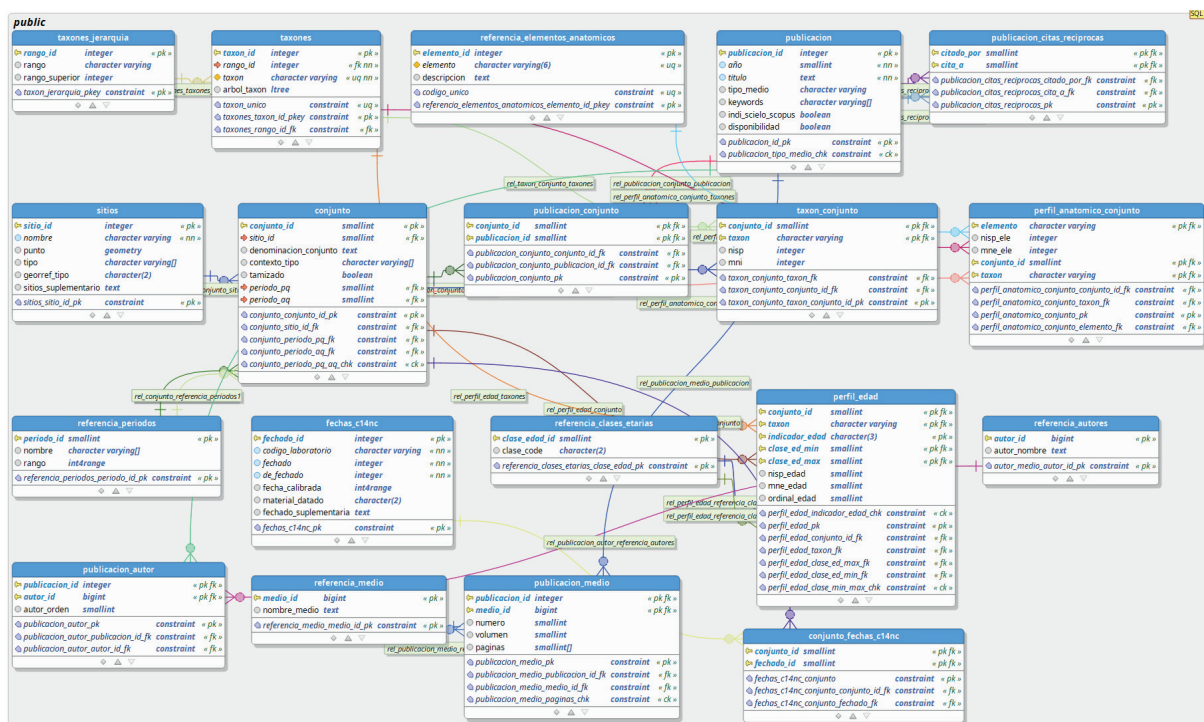 public
SQL
taxones_jerarquia
rango_id integer « pk »
rango character varying
rango_superior integer
taxon_jerarquia_pkey constraint « pk »
taxones
taxon_id integer « pk »
rango_id integer « fk nn »
taxon character varying « uq nn »
arbol_taxon ltree
taxon_unico constraint « uq »
taxones_taxon_id_pkey constraint « pk »
taxones_rango_id_fk constraint « fk »
referencia_elementos_anatomicos
elemento_id integer « pk »
elemento character varying(6) « uq »
descripcion text
codigo_unico constraint « uq »
referencia_elementos_anatomicos_elemento_id_pkey constraint « pk »
publicacion
publicacion_id integer « pk »
año smallint « nn »
titulo text « nn »
tipo_medio character varying
keywords character varying[]
indi_scielo_scopus boolean
disponibilidad boolean
publicacion_id_pk constraint « pk »
publicacion_tipo_medio_chk constraint « ck »
publicacion_citas_reciprocas
citado_por smallint « pk fk »
cita_a smallint « pk fk »
publicacion_citas_reciprocas_citado_por_fk constraint « fk »
publicacion_citas_reciprocas_cita_a_fk constraint « fk »
publicacion_citas_reciprocas_pk constraint « pk »
rel_taxon_conjunto_taxones
rel_publicacion_conjunto_publicacion
rel_perfil_anatomico_conjunto_taxones
sitios
sitio_id integer « pk »
nombre character varying « nn »
punto geometry
tipo character varying[]
georref_tipo character(2)
sitios_suplementario text
sitios_sitio_id_pk constraint « pk »
conjunto
conjunto_id smallint « pk »
sitio_id smallint « fk »
denominacion_conjunto text
contexto_tipo character varying[]
tamizado boolean
periodo_pq smallint « fk »
periodo_aq smallint « fk »
conjunto_conjunto_id_pk constraint « pk »
conjunto_sitio_id_fk constraint « fk »
conjunto_periodo_pq_fk constraint « fk »
conjunto_periodo_aq_fk constraint « fk »
conjunto_periodo_pq_aq_chk constraint « ck »
publicacion_conjunto
conjunto_id smallint « pk fk »
publicacion_id smallint « pk fk »
publicacion_conjunto_conjunto_id_fk constraint « fk »
publicacion_conjunto_publicacion_id_fk constraint « fk »
publicacion_conjunto_pk constraint « pk »
taxon_conjunto
conjunto_id smallint « pk fk »
taxon character varying « pk fk »
nisp integer
mni integer
taxon_conjunto_taxon_fk constraint « fk »
taxon_conjunto_conjunto_id_fk constraint « fk »
taxon_conjunto_taxon_conjunto_id_pk constraint « pk »
perfil_anatomico_conjunto
elemento character varying « pk fk »
nisp_ele integer
mne_ele integer
conjunto_id smallint « pk fk »
taxon character varying « pk fk »
perfil_anatomico_conjunto_conjunto_id_fk constraint « fk »
perfil_anatomico_conjunto_taxon_fk constraint « fk »
perfil_anatomico_conjunto_pk constraint « pk »
perfil_anatomico_conjunto_elemento_fk constraint « fk »
rel_publicacion_medio_publicacion
rel_conjunto_referencia_periodos1
rel_perfil_edad_taxones
rel_perfil_edad_conjunto
referencia_periodos
periodo_id smallint « pk »
nombre character varying[]
rango int4range
referencia_periodos_periodo_id_pk constraint « pk »
fechas_c14nc
fechado_id integer « pk »
codigo_laboratorio character varying « nn »
fechado integer « nn »
de_fechado integer « nn »
fecha_calibrada int4range
material_datado character(2)
fechado_suplementaria text
fechas_c14nc_pk constraint « pk »
referencia_clases_etarias
clase_edad_id smallint « pk »
clase_code character(2)
referencia_clases_etarias_clase_edad_pk constraint « pk »
perfil_edad
conjunto_id smallint « pk fk »
taxon character varying « pk fk »
indicador_edad character(3) « pk »
clase_ed_min smallint « pk fk »
clase_ed_max smallint « pk fk »
nisp_edad smallint
mne_edad smallint
ordinal_edad smallint
perfil_edad_indicador_edad_chk constraint « ck »
perfil_edad_pk constraint « pk »
perfil_edad_conjunto_id_fk constraint « fk »
perfil_edad_taxon_fk constraint « fk »
perfil_edad_clase_ed_max_fk constraint « fk »
perfil_edad_clase_ed_min_fk constraint « fk »
perfil_edad_clase_min_max_chk constraint « ck »
referencia_autores
autor_id bigint « pk »
autor_nombre text
autor_medio_autor_id_pk constraint « pk »
rel_perfil_edad_referencia_cla
rel_perfil_edad_referencia_cla
rel_publicacion_autor_referencia_autores
publicacion_autor
publicacion_id integer « pk fk »
autor_id bigint « pk fk »
autor_orden smallint
publicacion_autor_pk constraint « pk »
publicacion_autor_publicacion_id_fk constraint « fk »
publicacion_autor_autor_id_fk constraint « fk »
referencia_medio
medio_id bigint « pk »
nombre_medio text
referencia_medio_medio_id_pk constraint « pk »
rel_publicacion_medio_re
publicacion_medio
publicacion_id integer « pk fk »
medio_id bigint « pk fk »
numero smallint
volumen smallint
paginas smallint[]
publicacion_medio_pk constraint « pk »
publicacion_medio_publicacion_id_fk constraint « fk »
publicacion_medio_medio_id_fk constraint « fk »
publicacion_medio_paginas_chk constraint « ck »
conjunto_fechas_c14nc
conjunto_id smallint « pk fk »
fechado_id smallint « pk fk »
fechas_c14nc_conjunto constraint « pk »
fechas_c14nc_conjunto_conjunto_id_fk constraint « fk »
fechas_c14nc_conjunto_fechado_fk constraint « fk »